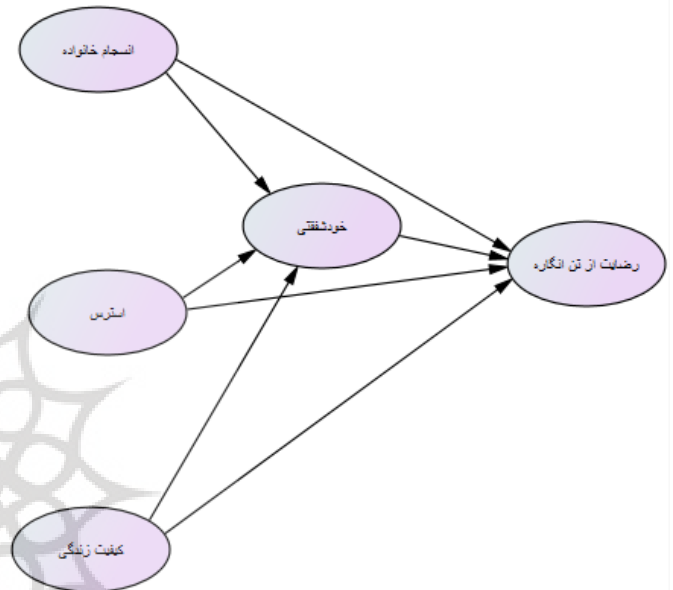 انسجام خانواده
خودشفقتی
رضایت از تن انگاره
استرس
کیفیت زندگی